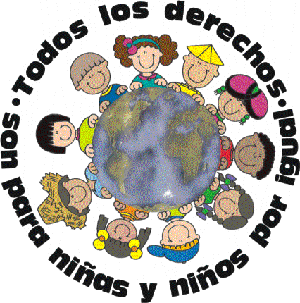 Todos los derechos •
son para niñas y niños por igual •